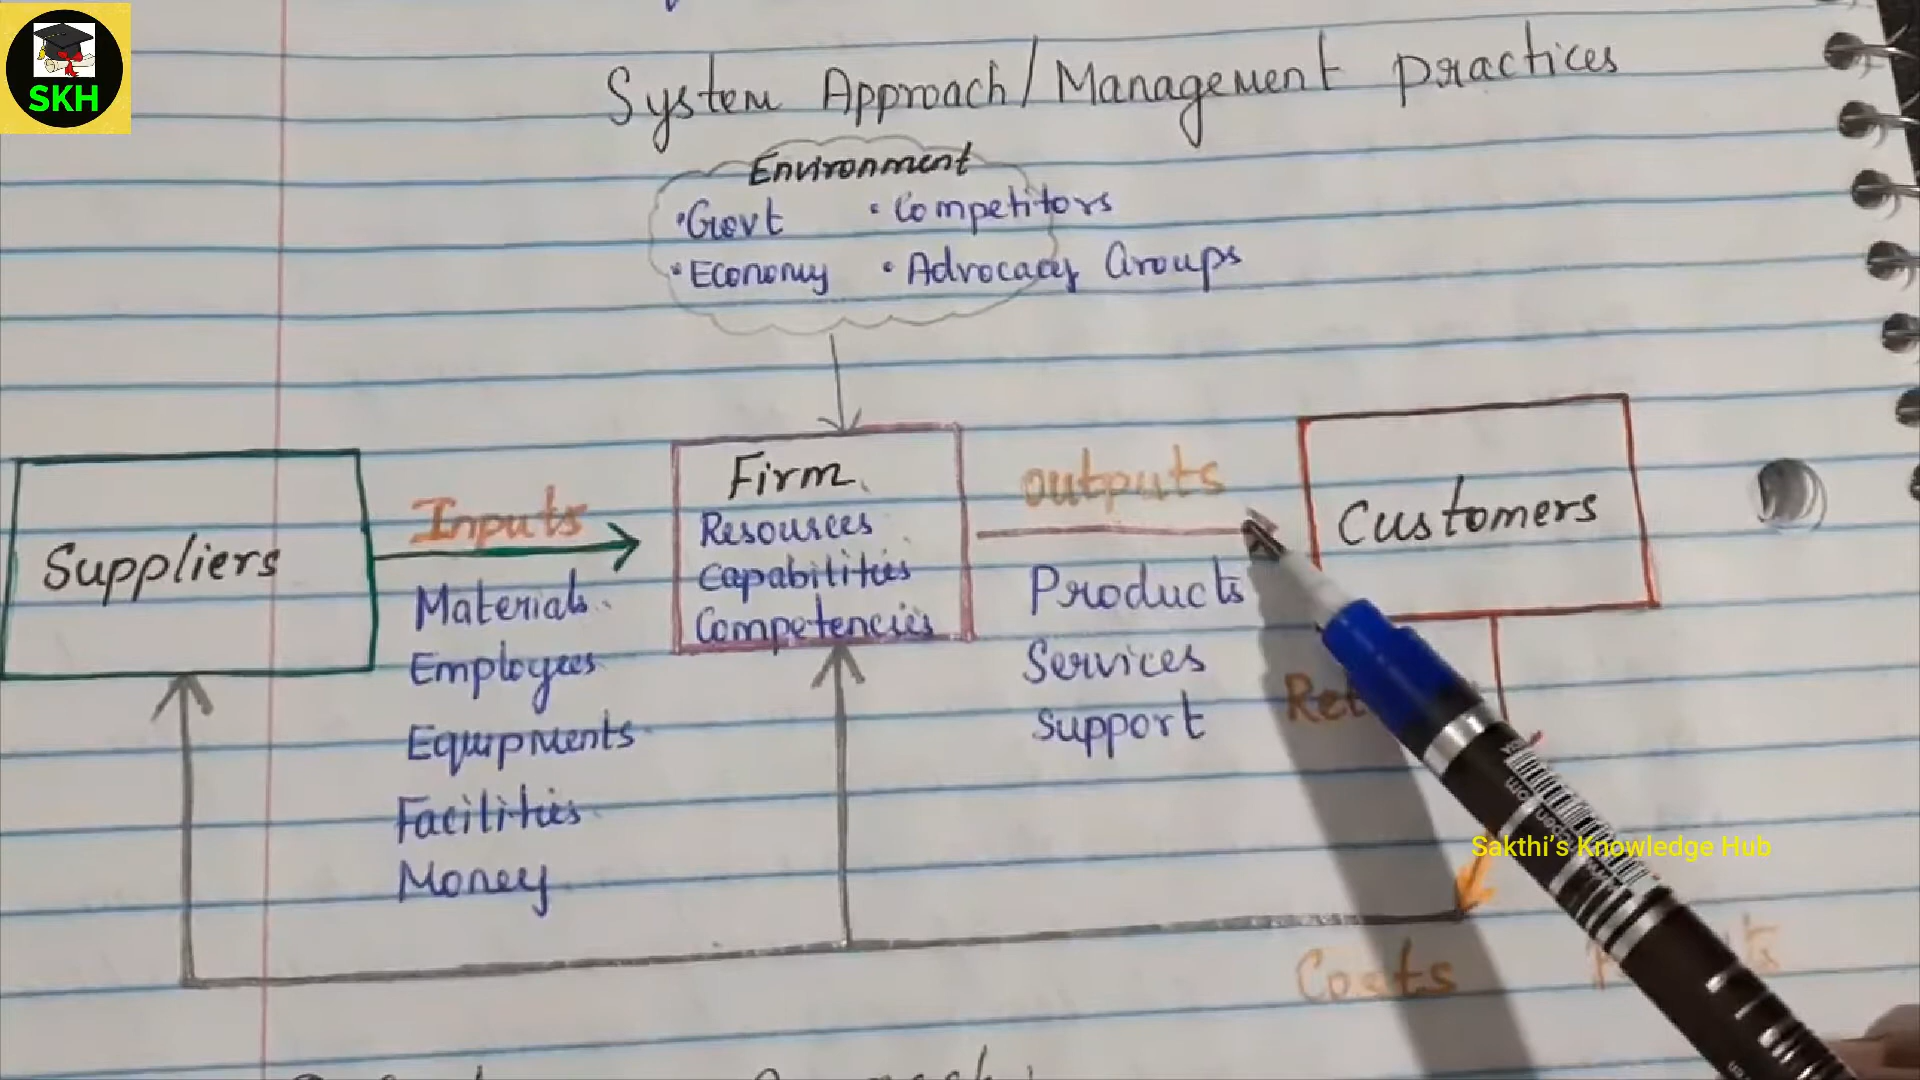 SKH
System Approach/Management practices
Environment
• Govt • Competitors
• Economy • Advocacy Groups
Suppliers
Inputs
Materials
Employees
Equipments
Facilities
Money
Firm
Resources
Capabilities
Competencies
outputs
Products
Services
Support
Customers
Costs
Sakthi's Knowledge Hub